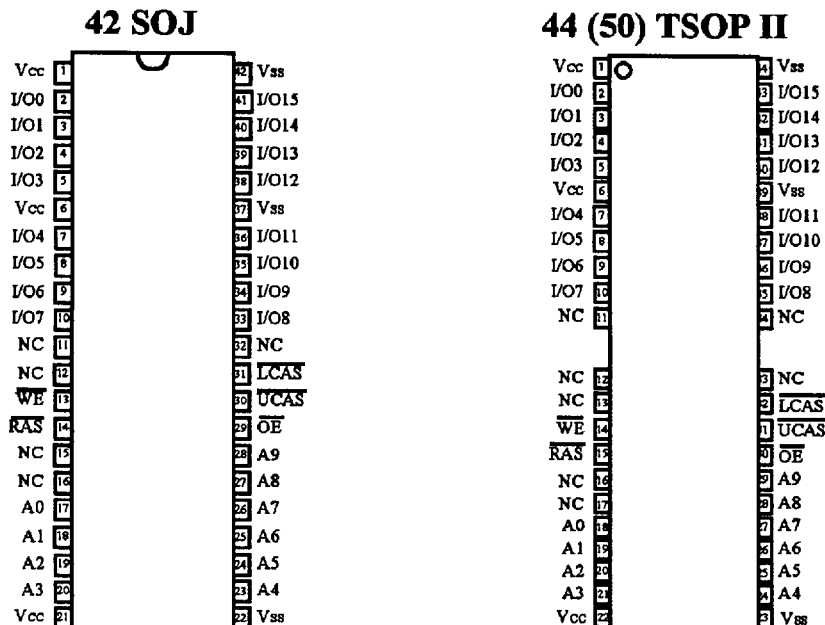 42 SOJ
Vcc 1 42 Vss
I/O0 2 41 I/O15
I/O1 3 40 I/O14
I/O2 4 39 I/O13
I/O3 5 38 I/O12
Vcc 6 37 Vss
I/O4 7 36 I/O11
I/O5 8 35 I/O10
I/O6 9 34 I/O9
I/O7 10 33 I/O8
NC 11 32 NC
NC 12 31 LCAS
WE 13 30 UCAS
RAS 14 29 OE
NC 15 28 A9
NC 16 27 A8
A0 17 26 A7
A1 18 25 A6
A2 19 24 A5
A3 20 23 A4
Vcc 21 22 Vss
44 (50) TSOP II
Vcc 1 Vss
I/O0 2 I/O15
I/O1 3 I/O14
I/O2 4 I/O13
I/O3 5 I/O12
Vcc 6 Vss
I/O4 7 I/O11
I/O5 8 I/O10
I/O6 9 I/O9
I/O7 10 I/O8
NC 11 NC
NC 12 NC
NC 13 LCAS
WE 14 UCAS
RAS 15 OE
NC 16 A9
NC 17 A8
A0 18 A7
A1 19 A6
A2 20 A5
A3 21 A4
Vcc 22 Vss